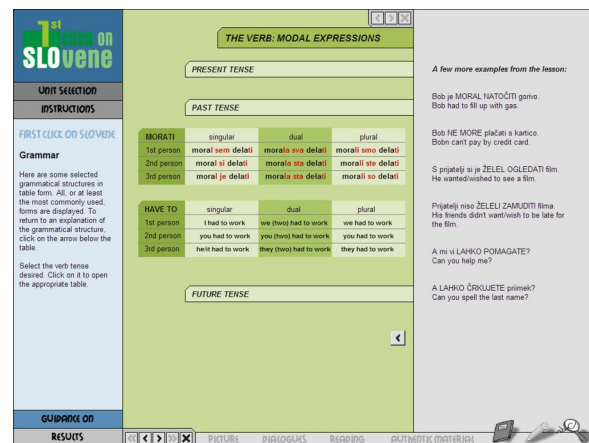 1st click on
SLOvene
UNIT SELECTION
INSTRUCTIONS
FIRST CLICK ON SLOVENE
Grammar
Here are some selected
grammatical structures in
table form. All, or at least
the most commonly used,
forms are displayed. To
return to an explanation of
the grammatical structure,
click on the arrow below the
table.
Select the verb tense
desired. Click on it to open
the appropriate table.
GUIDANCE ON
RESULTS
THE VERB: MODAL EXPRESSIONS
PRESENT TENSE
PAST TENSE
MORATI singular dual plural
1st person moral sem delati morala sva delati morali smo delati
2nd person moral si delati morala sta delati morali ste delati
3rd person moral je delati morala sta delati morali so delati
HAVE TO singular dual plural
1st person I had to work we (two) had to work we had to work
2nd person you had to work you (two) had to work you had to work
3rd person he/it had to work they (two) had to work they had to work
FUTURE TENSE
PICTURE DIALOGUES READING AUTHENTIC MATERIAL
A few more examples from the lesson:
Bob je MORAL NATOČITI gorivo.
Bob had to fill up with gas.
Bob NE MORE plačati s kartico.
Bobn can't pay by credit card.
S prijatelji si je ŽELEL OGLEDATI film.
He wanted/wished to see a film.
Prijatelji niso ŽELELI ZAMUDITI filma.
His friends didn't want/wish to be late for
the film.
A mi vi LAHKO POMAGATE?
Can you help me?
A LAHKO ČRKUJETE priimek?
Can you spell the last name?